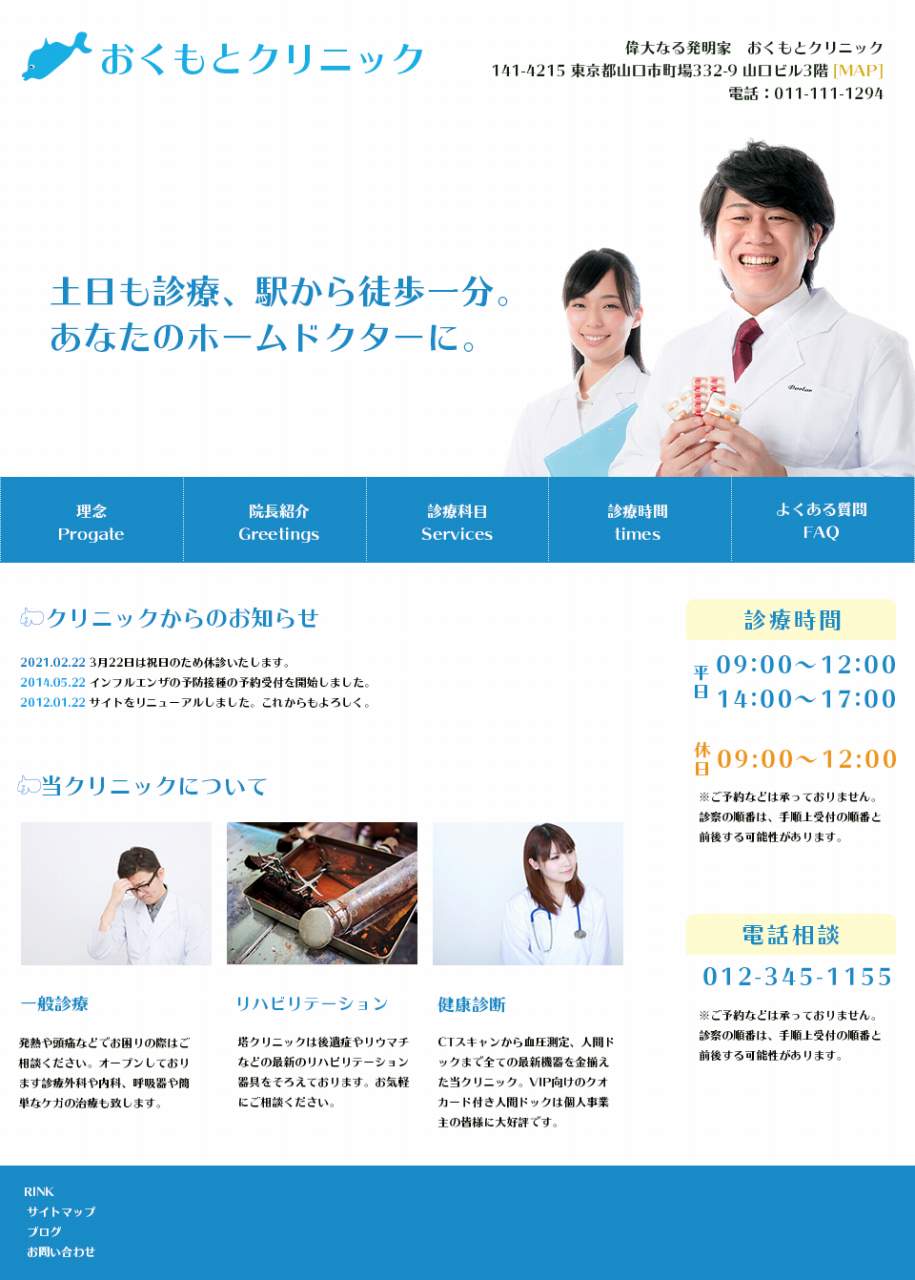 おくもとクリニック
偉大なる発明家　おくもとクリニック
141-4215 東京都山口市町場332-9 山口ビル3階 [MAP]
電話：011-111-1294
土日も診療、駅から徒歩一分。
あなたのホームドクターに。
Doctor
理念
Progate
院長紹介
Greetings
診療科目
Services
診療時間
times
よくある質問
FAQ
クリニックからのお知らせ
2021.02.22 3月22日は祝日のため休診いたします。
2014.05.22 インフルエンザの予防接種の予約受付を開始しました。
2012.01.22 サイトをリニューアルしました。これからもよろしく。
当クリニックについて
一般診療
発熱や頭痛などでお困りの際はご
相談ください。オープンしており
ます診療外科や内科、呼吸器や簡
単なケガの治療も致します。
リハビリテーション
塔クリニックは後遺症やリウマチ
などの最新のリハビリテーション
器具をそろえております。お気軽
にご相談ください。
健康診断
CTスキャンから血圧測定、人間ド
ックまで全ての最新機器を金揃え
た当クリニック。VIP向けのクオ
カード付き人間ドックは個人事業
主の皆様に大好評です。
診療時間
平日
09:00〜12:00
14:00〜17:00
休日
09:00〜12:00
※ご予約などは承っておりません。
診察の順番は、手順上受付の順番と
前後する可能性があります。
電話相談
012-345-1155
※ご予約などは承っておりません。
診察の順番は、手順上受付の順番と
前後する可能性があります。
RINK
サイトマップ
ブログ
お問い合わせ